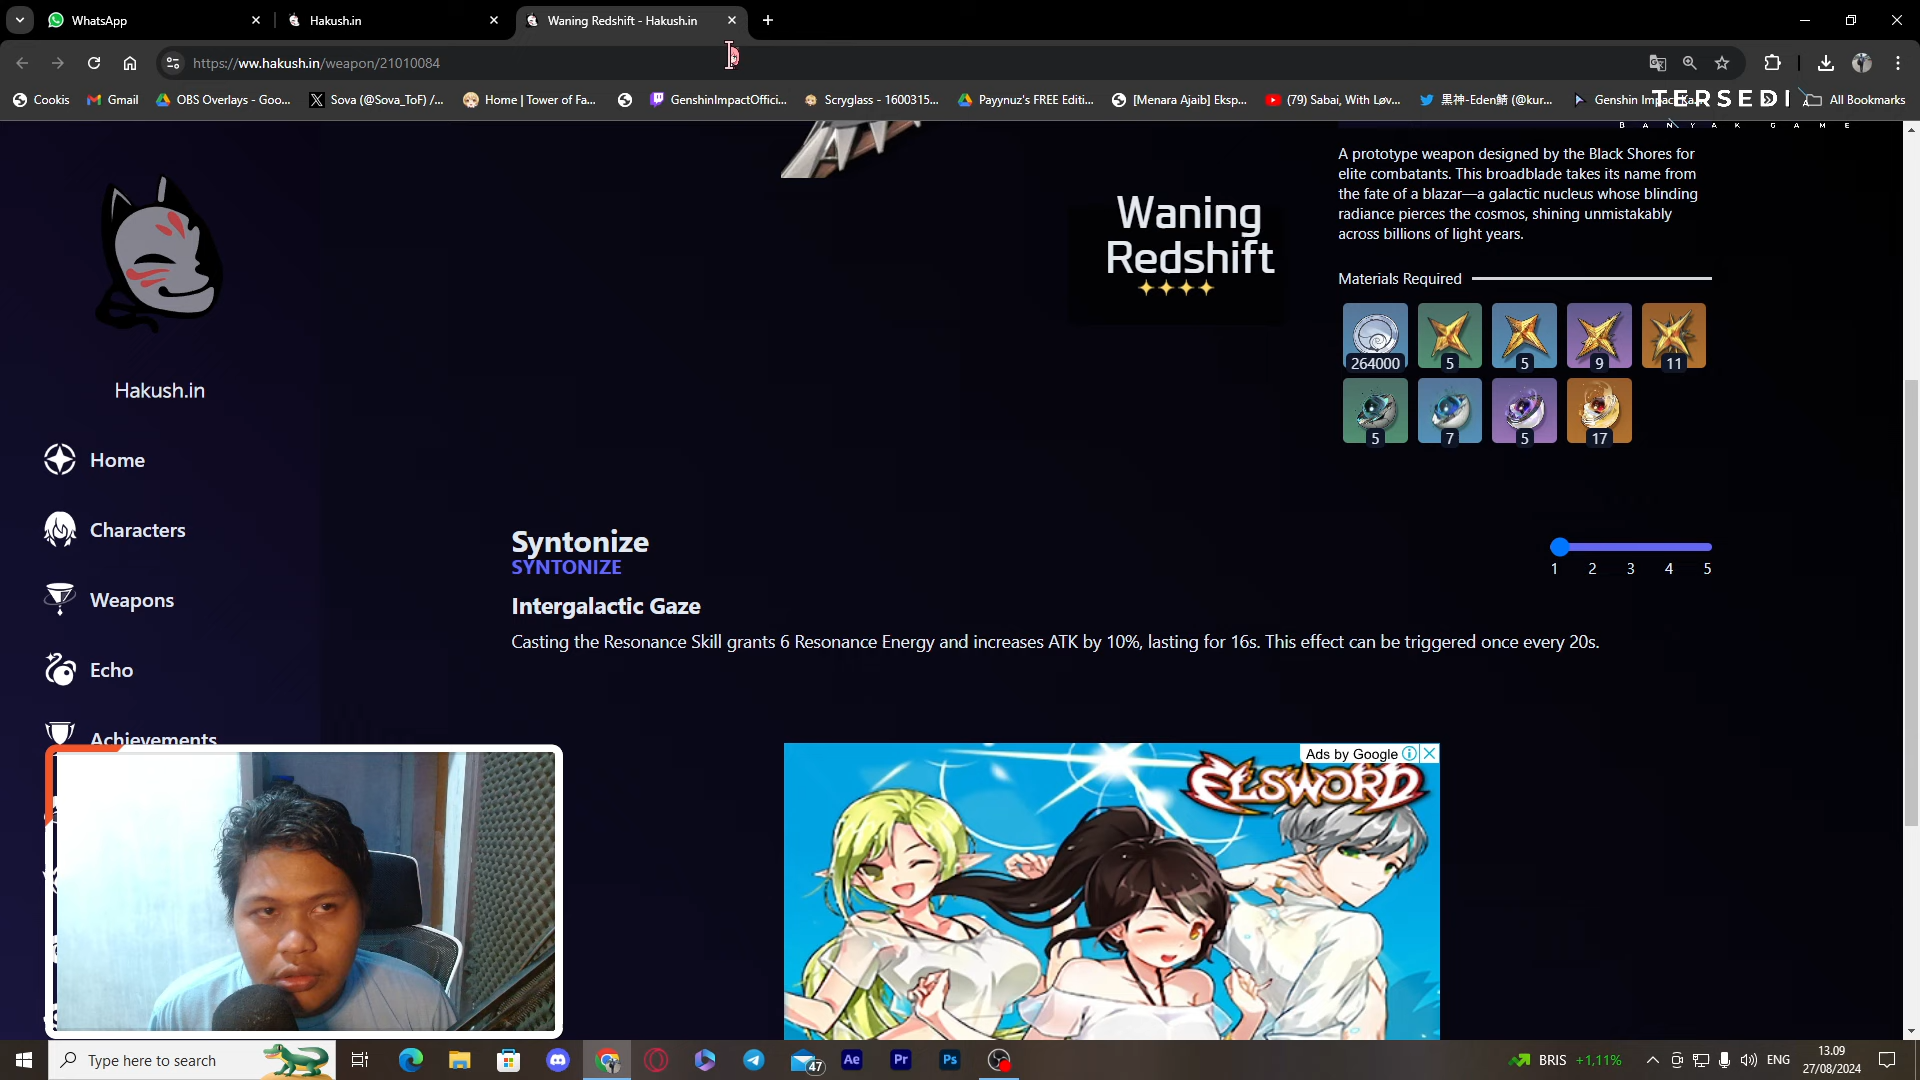 WhatsApp
Hakush.in
Waning Redshift - Hakush.in
https://ww.hakush.in/weapon/21010084
Cookis
Gmail
OBS Overlays - Goo...
Sova (@Sova_ToF) /...
Home | Tower of Fa...
GenshinImpactOffici...
Scryglass - 1600315...
Payynuz's FREE Editi...
[Menara Ajaib] Eksp...
(79) Sabai, With Løv...
黒神-Eden鯖 (@kur...
TERSEDI
All Bookmarks
BANYAK GAME
A prototype weapon designed by the Black Shores for
elite combatants. This broadblade takes its name from
the fate of a blazar—a galactic nucleus whose blinding
radiance pierces the cosmos, shining unmistakably
across billions of light years.
Waning
Redshift
Materials Required
264000
5
5
9
11
5
7
5
17
Hakush.in
Home
Characters
Weapons
Echo
Achievements
Syntonize
SYNTONIZE
1 2 3 4 5
Intergalactic Gaze
Casting the Resonance Skill grants 6 Resonance Energy and increases ATK by 10%, lasting for 16s. This effect can be triggered once every 20s.
Ads by Google
ELSWORD
Type here to search
47
Ae
Pr
Ps
BRIS +1,11%
ENG
13.09
27/08/2024